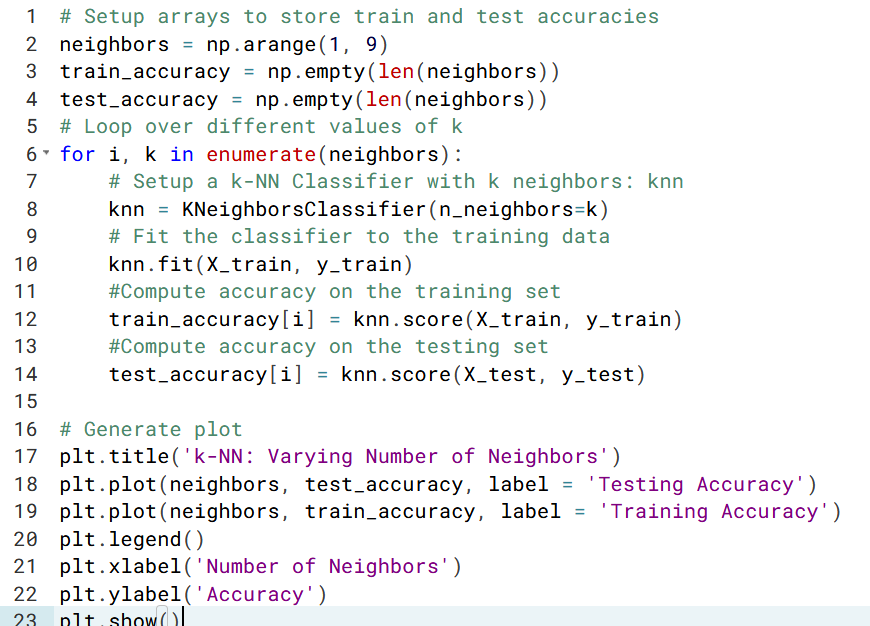 1 # Setup arrays to store train and test accuracies
2 neighbors = np.arange(1, 9)
3 train_accuracy = np.empty(len(neighbors))
4 test_accuracy = np.empty(len(neighbors))
5 # Loop over different values of k
6 for i, k in enumerate(neighbors):
7     # Setup a k-NN Classifier with k neighbors: knn
8     knn = KNeighborsClassifier(n_neighbors=k)
9     # Fit the classifier to the training data
10     knn.fit(X_train, y_train)
11     #Compute accuracy on the training set
12     train_accuracy[i] = knn.score(X_train, y_train)
13     #Compute accuracy on the testing set
14     test_accuracy[i] = knn.score(X_test, y_test)
15
16 # Generate plot
17 plt.title('k-NN: Varying Number of Neighbors')
18 plt.plot(neighbors, test_accuracy, label = 'Testing Accuracy')
19 plt.plot(neighbors, train_accuracy, label = 'Training Accuracy')
20 plt.legend()
21 plt.xlabel('Number of Neighbors')
22 plt.ylabel('Accuracy')
23 plt.show()